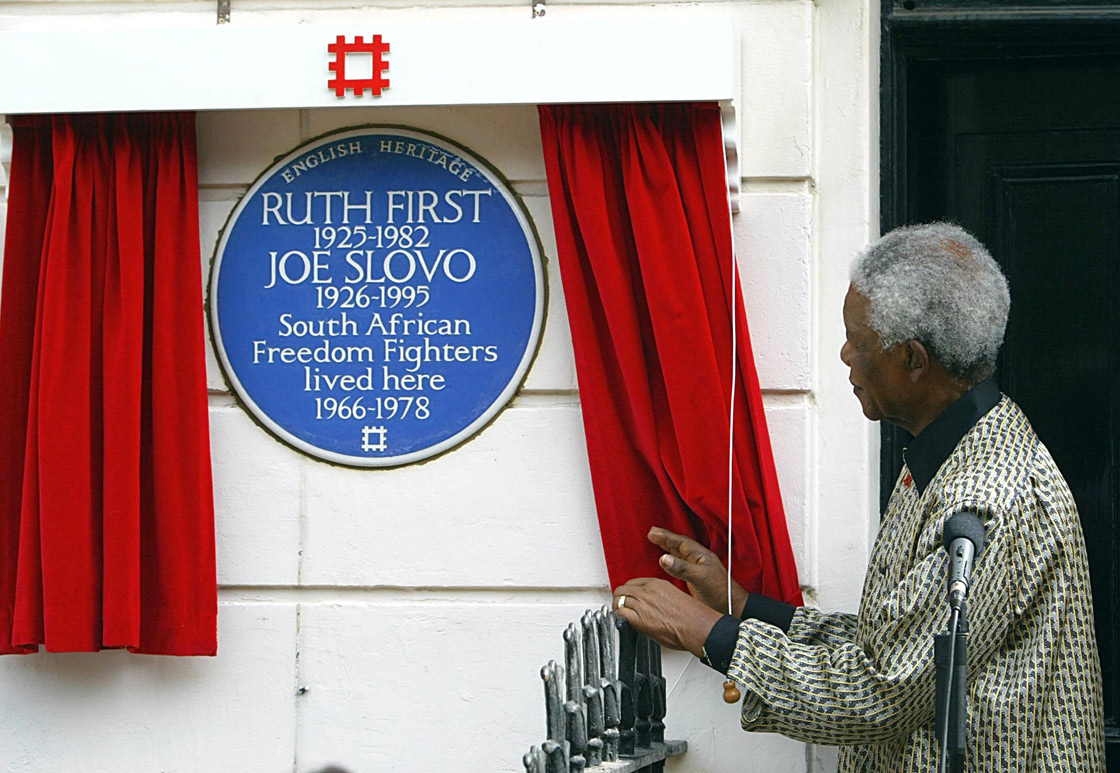 ENGLISH HERITAGE
RUTH FIRST
1925-1982
JOE SLOVO
1926-1995
South African
Freedom Fighters
lived here
1966-1978